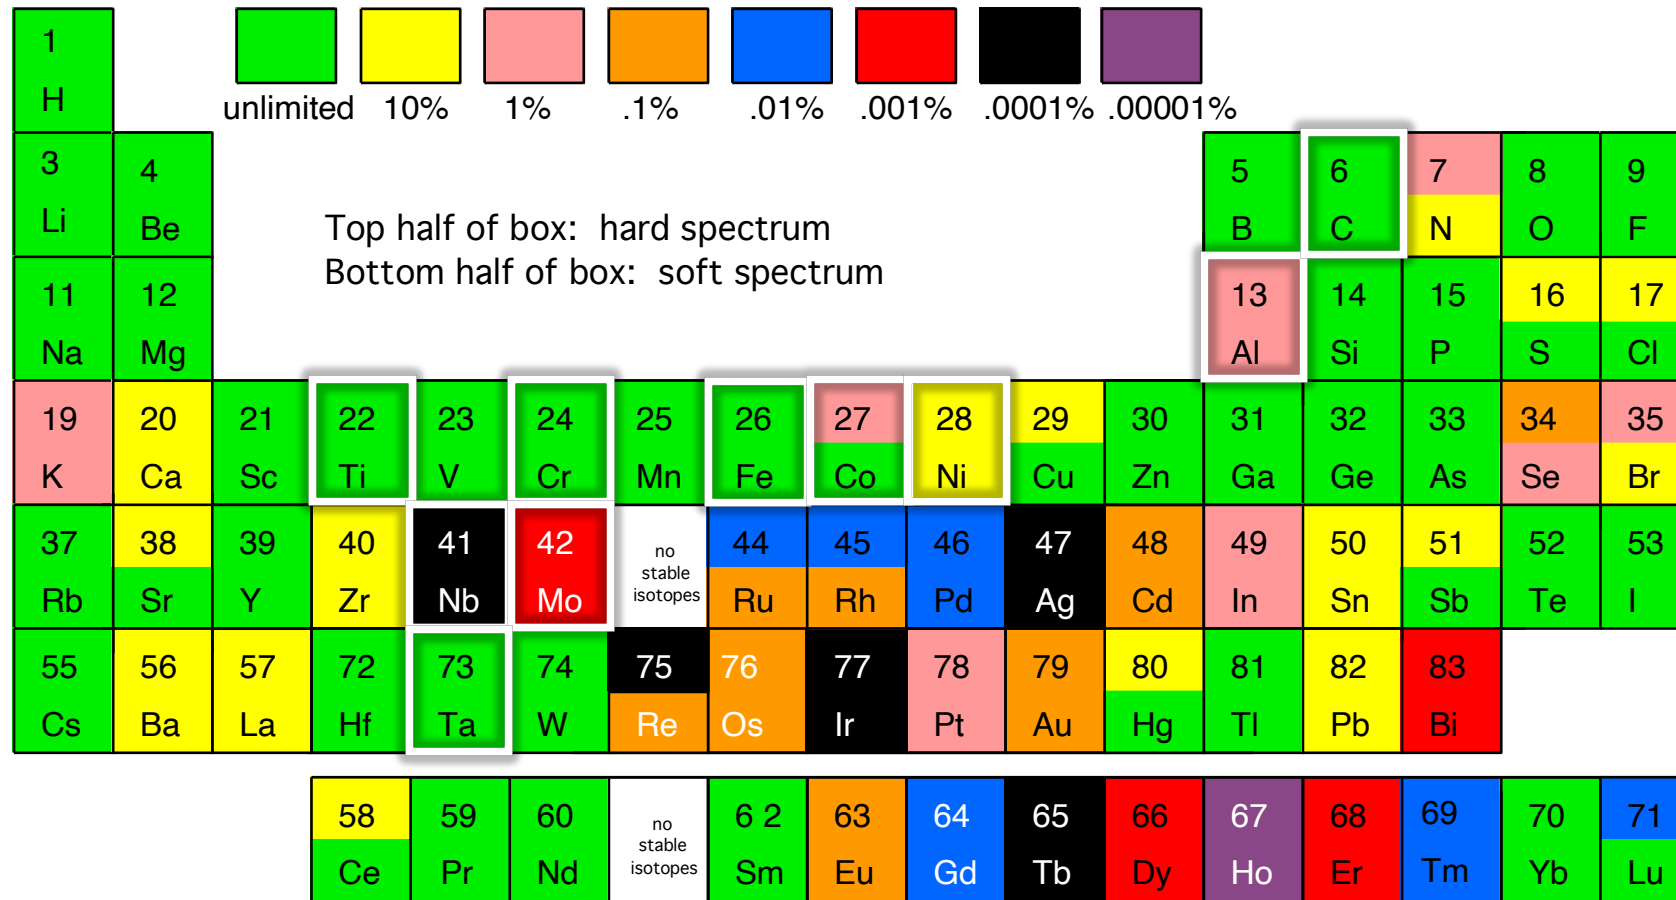 1
H
unlimited 10% 1% .1% .01% .001% .0001% .00001%
3 4 5 6 7 8 9
Li Be B C N O F
Top half of box: hard spectrum
Bottom half of box: soft spectrum
11 12 13 14 15 16 17
Na Mg Al Si P S Cl
19 20 21 22 23 24 25 26 27 28 29 30 31 32 33 34 35
K Ca Sc Ti V Cr Mn Fe Co Ni Cu Zn Ga Ge As Se Br
37 38 39 40 41 42 no stable isotopes 44 45 46 47 48 49 50 51 52 53
Rb Sr Y Zr Nb Mo Ru Rh Pd Ag Cd In Sn Sb Te I
55 56 57 72 73 74 75 76 77 78 79 80 81 82 83
Cs Ba La Hf Ta W Re Os Ir Pt Au Hg Tl Pb Bi
58 59 60 no stable isotopes 6 2 63 64 65 66 67 68 69 70 71
Ce Pr Nd Sm Eu Gd Tb Dy Ho Er Tm Yb Lu